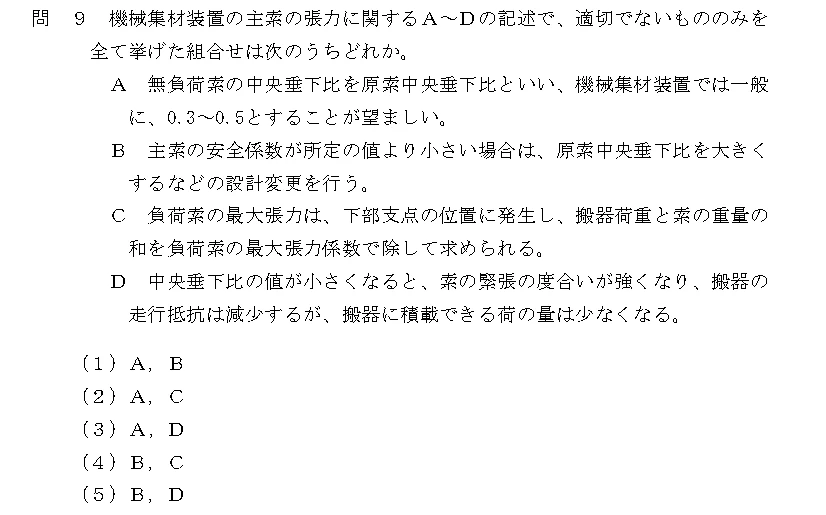 問　９　機械集材装置の主索の張力に関するＡ～Ｄの記述で、適切でないもののみを
全て挙げた組合せは次のうちどれか。
Ａ　無負荷索の中央垂下比を原索中央垂下比といい、機械集材装置では一般
に、0.3～0.5とすることが望ましい。
Ｂ　主索の安全係数が所定の値より小さい場合は、原索中央垂下比を大きく
するなどの設計変更を行う。
Ｃ　負荷索の最大張力は、下部支点の位置に発生し、搬器荷重と索の重量の
和を負荷索の最大張力係数で除して求められる。
Ｄ　中央垂下比の値が小さくなると、索の緊張の度合いが強くなり、搬器の
走行抵抗は減少するが、搬器に積載できる荷の量は少なくなる。
（１）Ａ，Ｂ
（２）Ａ，Ｃ
（３）Ａ，Ｄ
（４）Ｂ，Ｃ
（５）Ｂ，Ｄ